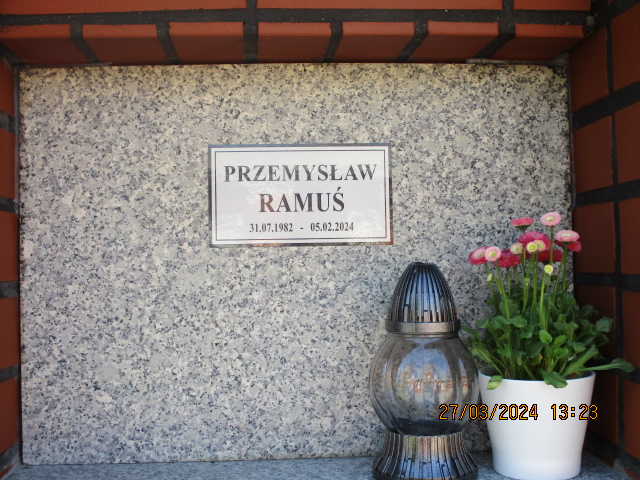 PRZEMYSŁAW
RAMUŚ
31.07.1982 - 05.02.2024
27/03/2024 13:23